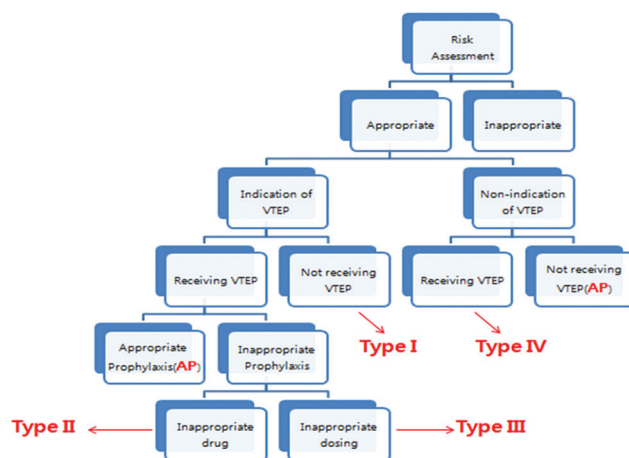 Risk
Assessment
Appropriate
Inappropriate
Indication of
VTEP
Non-indication
of VTEP
Receiving VTEP
Not receiving
VTEP
Receiving VTEP
Not receiving
VTEP(AP)
Type I
Type IV
Appropriate
Prophylaxis(AP)
Inappropriate
Prophylaxis
Type II
Inappropriate
drug
Inappropriate
dosing
Type III